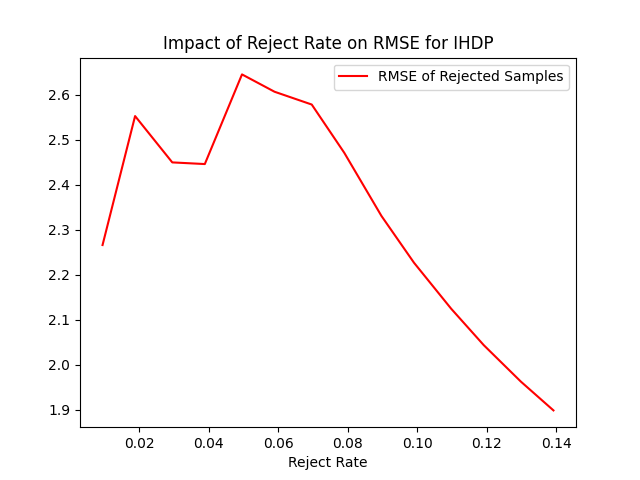 Impact of Reject Rate on RMSE for IHDP
RMSE of Rejected Samples
2.6
2.5
2.4
2.3
2.2
2.1
2.0
1.9
0.02 0.04 0.06 0.08 0.10 0.12 0.14
Reject Rate